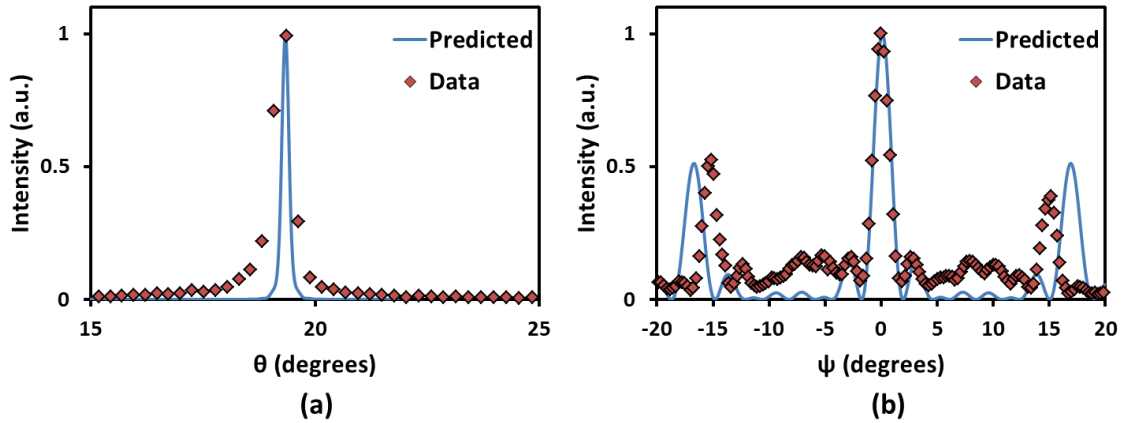 1
0.5
0
Intensity (a.u.)
Predicted
Data
15
20
25
θ (degrees)
(a)
1
0.5
0
Intensity (a.u.)
Predicted
Data
-20
-15
-10
-5
0
5
10
15
20
ψ (degrees)
(b)